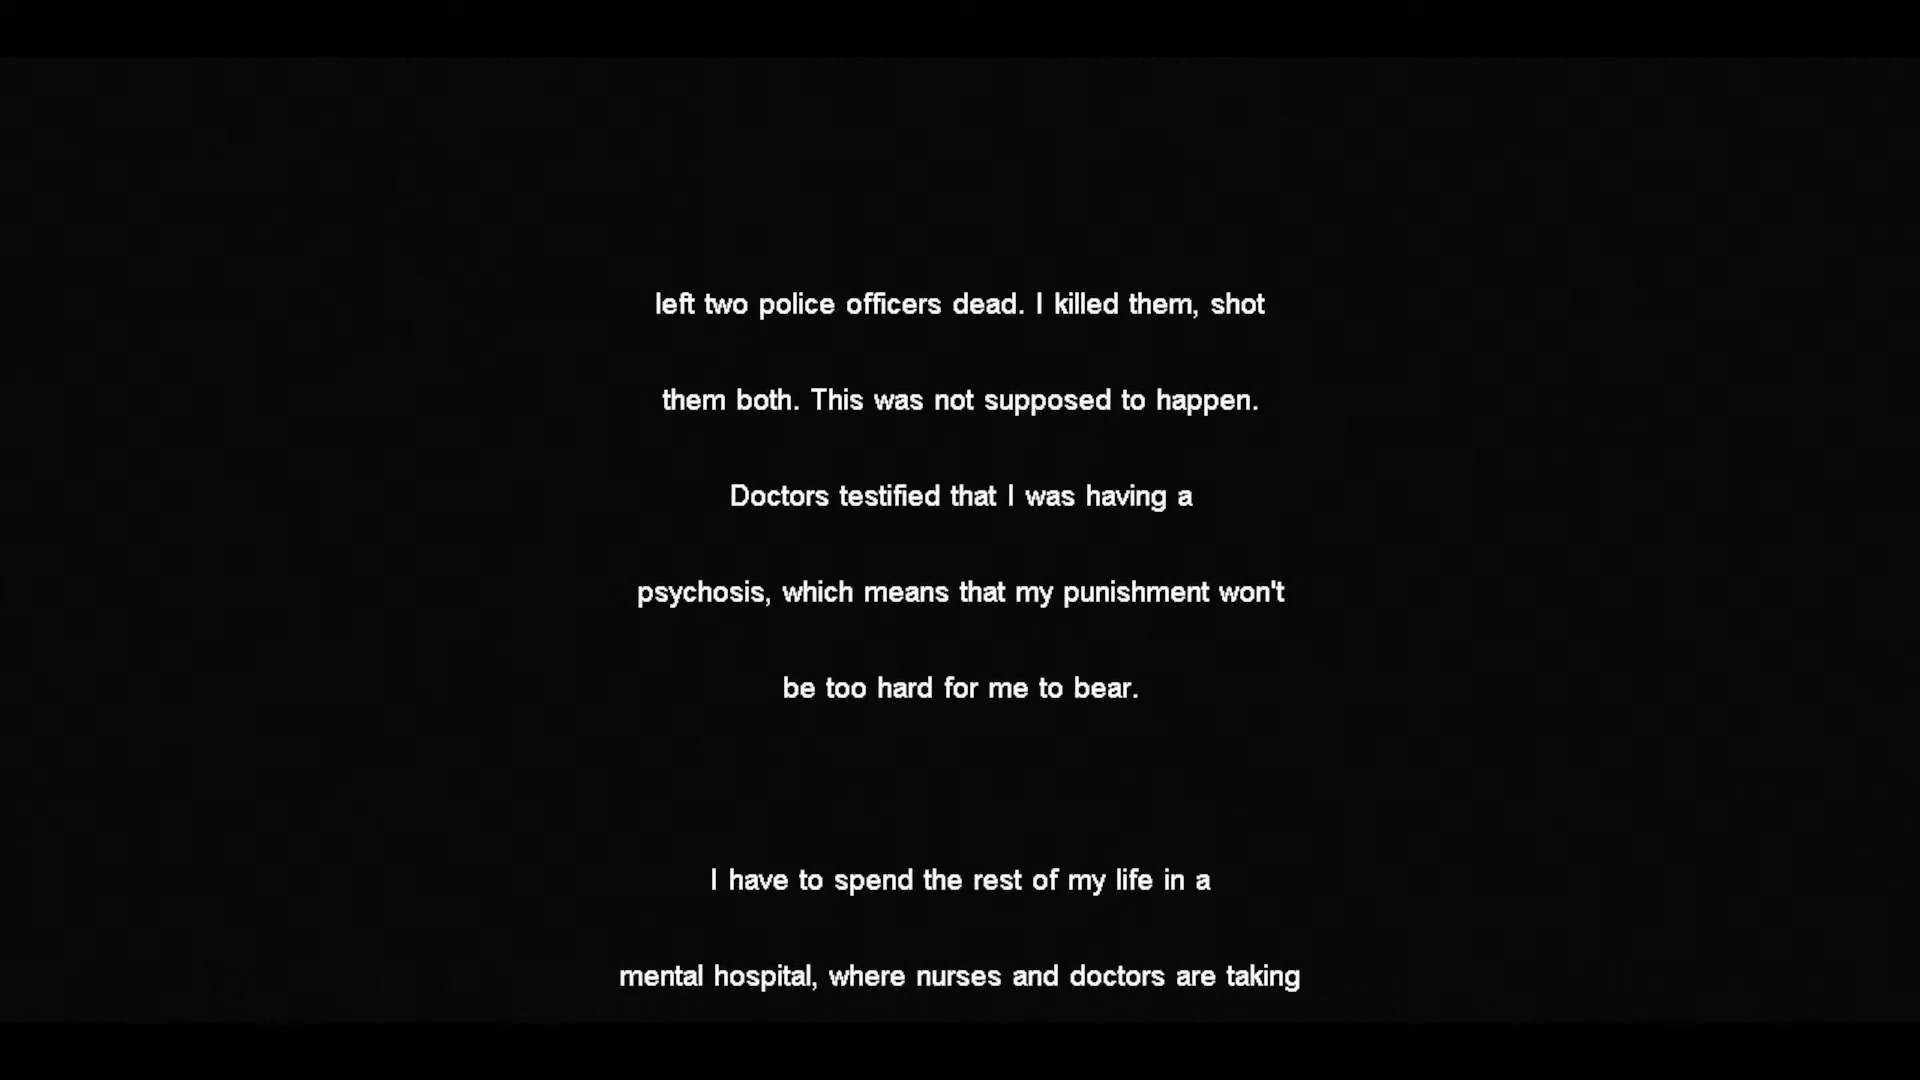 left two police officers dead. I killed them, shot
them both. This was not supposed to happen.
Doctors testified that I was having a
psychosis, which means that my punishment won't
be too hard for me to bear.
I have to spend the rest of my life in a
mental hospital, where nurses and doctors are taking